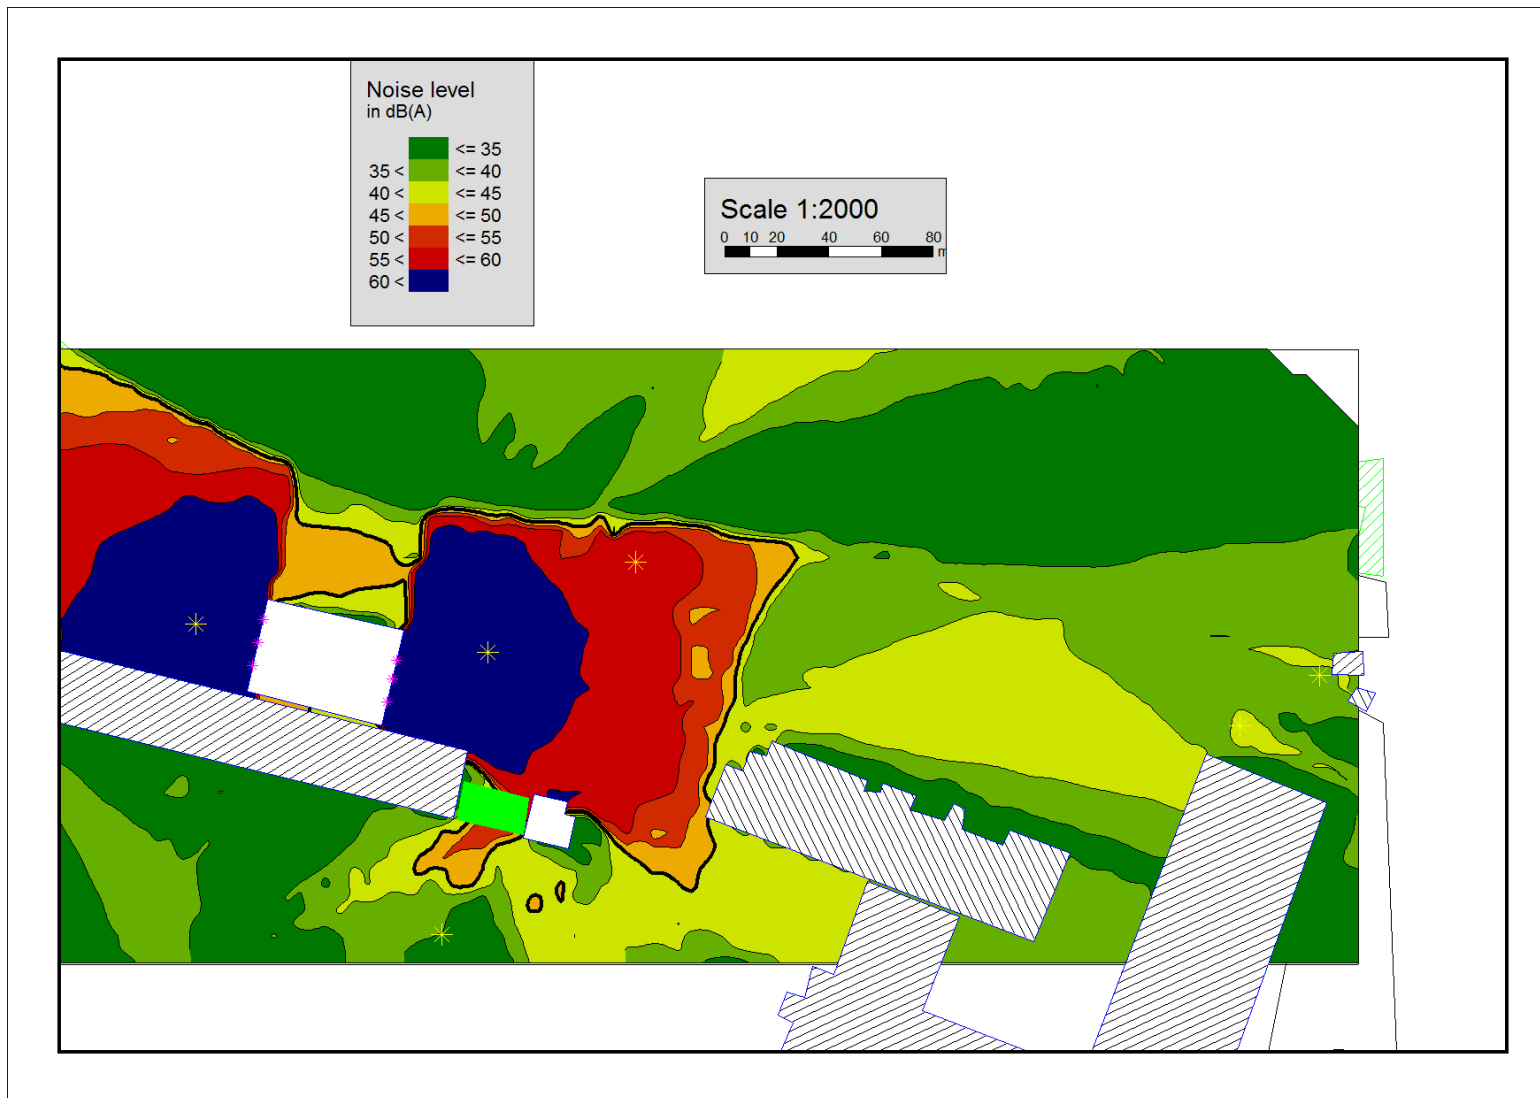 Noise level
in dB(A)
<= 35
35 < <= 40
40 < <= 45
45 < <= 50
50 < <= 55
55 < <= 60
60 <
Scale 1:2000
0 10 20 40 60 80
m